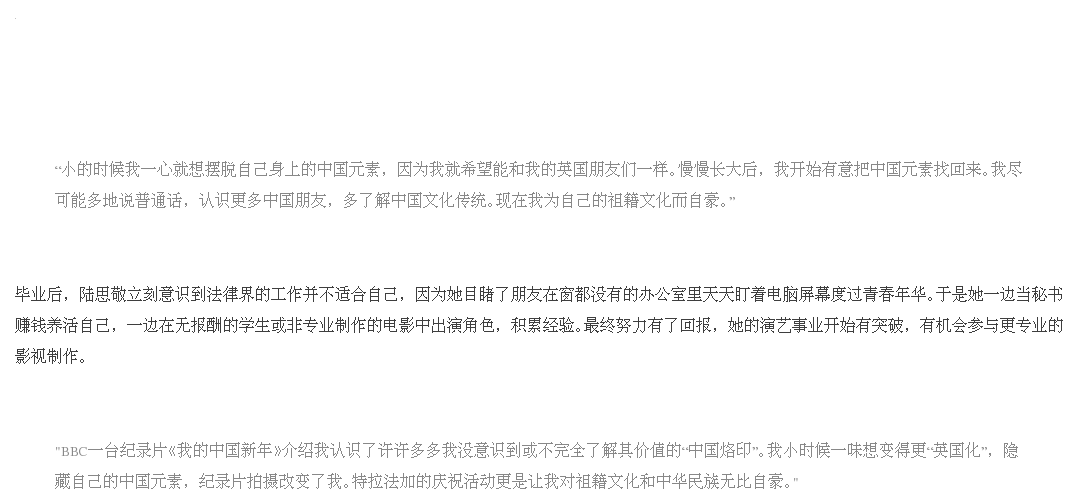 “小的时候我一心就想摆脱自己身上的中国元素，因为我就希望能和我的英国朋友们一样。慢慢长大后，我开始有意把中国元素找回来。我尽
可能多地说普通话，认识更多中国朋友，多了解中国文化传统。现在我为自己的祖籍文化而自豪。”
毕业后，陆思敬立刻意识到法律界的工作并不适合自己，因为她目睹了朋友在窗都没有的办公室里天天盯着电脑屏幕度过青春年华。于是她一边当秘书
赚钱养活自己，一边在无报酬的学生或非专业制作的电影中出演角色，积累经验。最终努力有了回报，她的演艺事业开始有突破，有机会参与更专业的
影视制作。
"BBC一台纪录片《我的中国新年》介绍我认识了许许多多我没意识到或不完全了解其价值的“中国烙印”。我小时候一味想变得更“英国化”，隐
藏自己的中国元素，纪录片拍摄改变了我。特拉法加的庆祝活动更是让我对祖籍文化和中华民族无比自豪。"